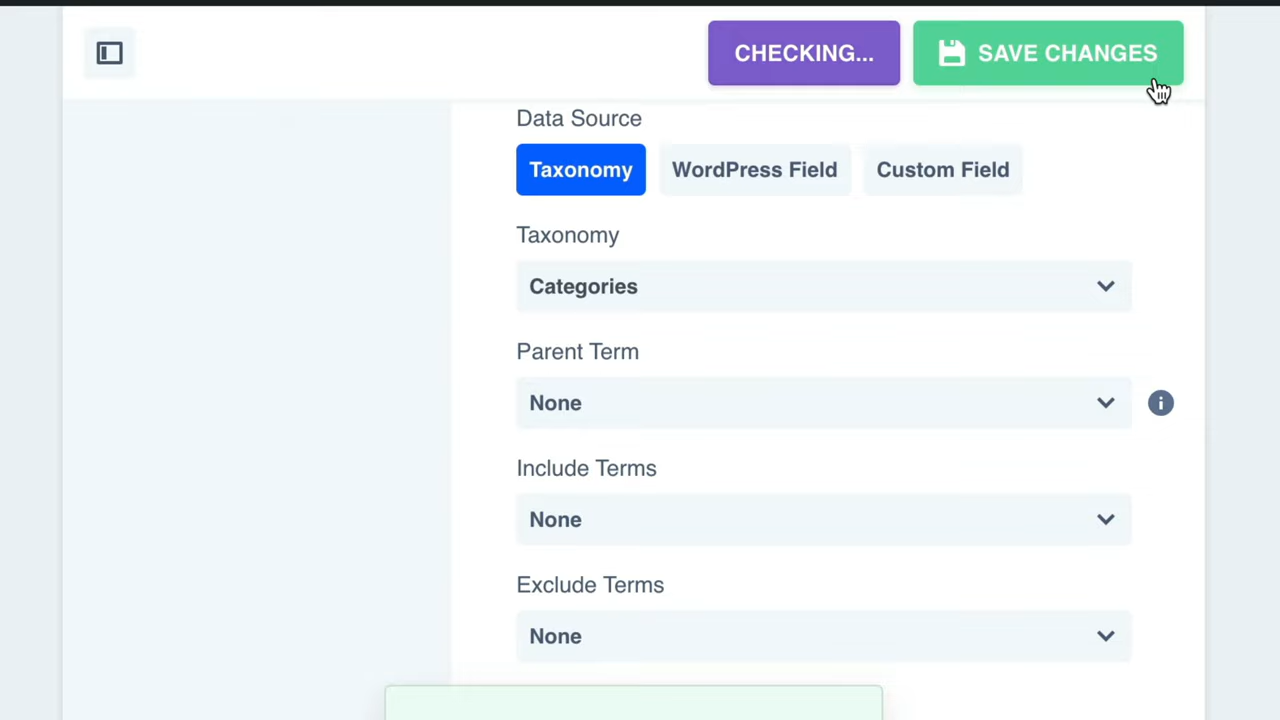 CHECKING...
SAVE CHANGES
Data Source
Taxonomy
WordPress Field
Custom Field
Taxonomy
Categories
Parent Term
None
Include Terms
None
Exclude Terms
None